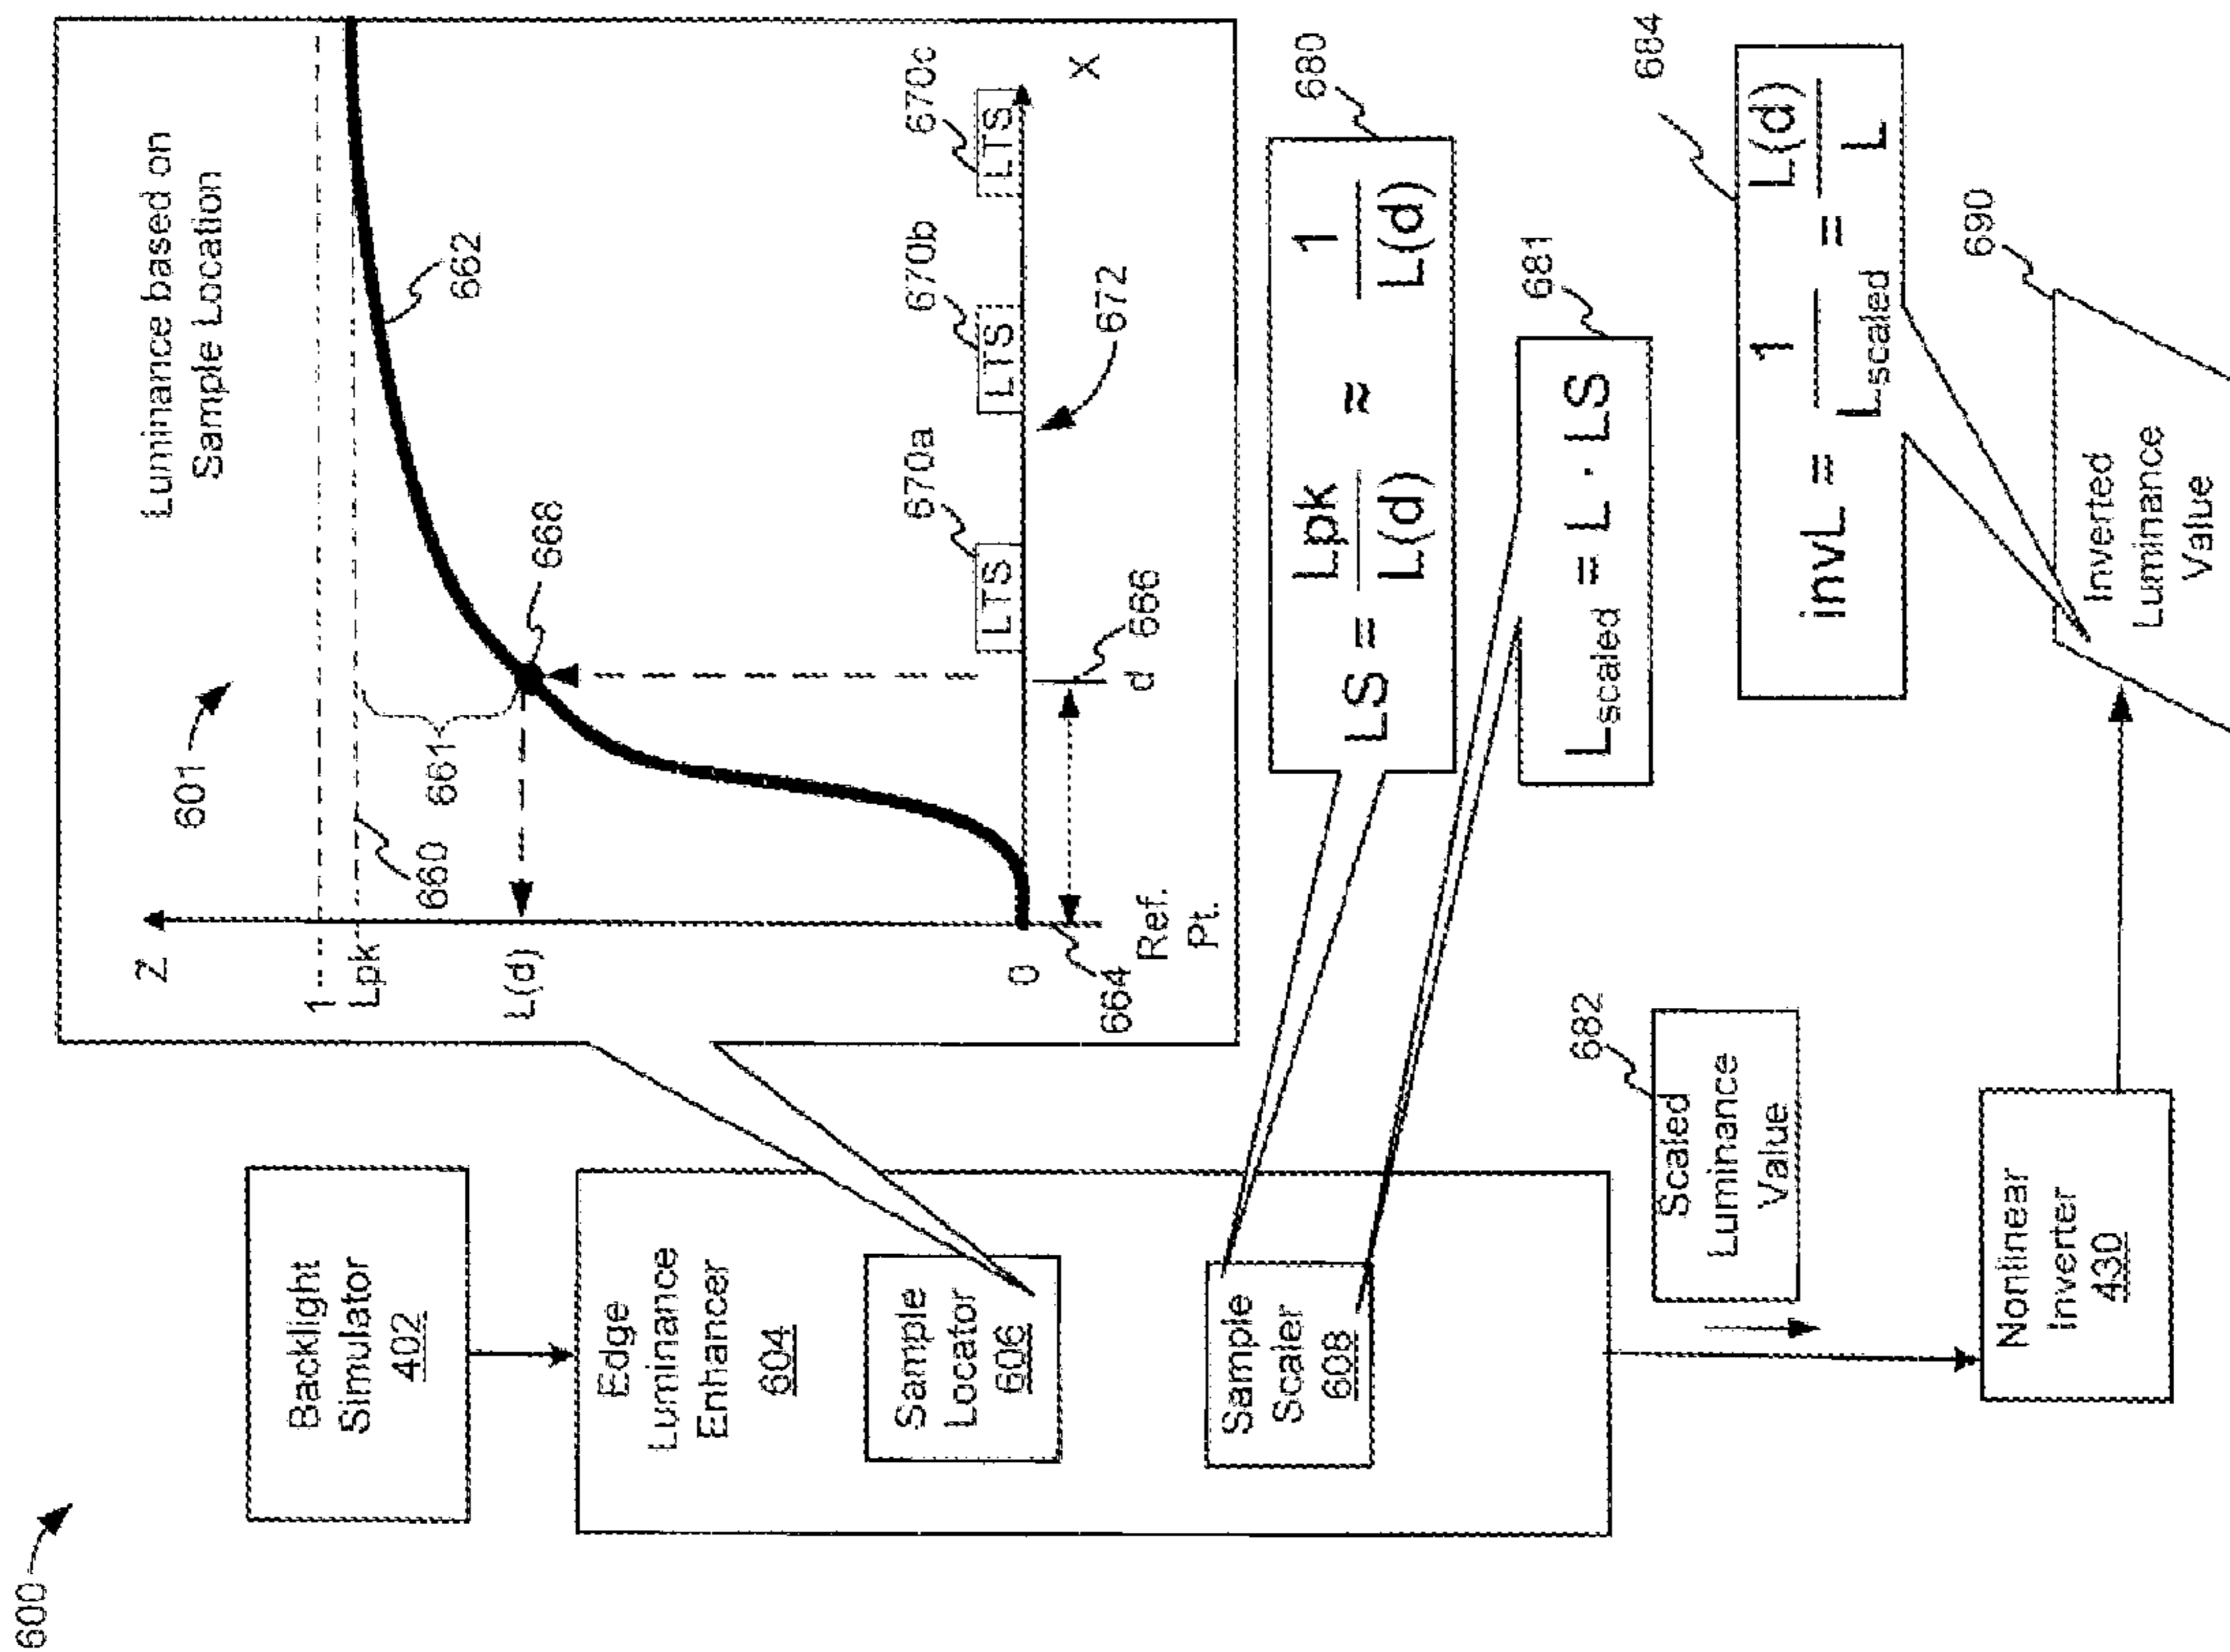 600
Backlight
Simulator
402
Edge
Luminance
Enhancer
604
Sample
Locator
606
Sample
Scaler
608
Scaled
Luminance
Value
682
Nonlinear
Inverter
430
601
Luminance based on
Sample Location
Z
1
Lpk
L(d)
0
660
661
668
662
664
Ref.
Pt.
d
666
LTS
670a
LTS
670b
LTS
670c
672
X
LS = Lpk / L(d) ≈ 1 / L(d)
680
Lscaled = L · LS
681
invL = 1 / Lscaled = L(d) / L
684
Inverted
Luminance
Value
690